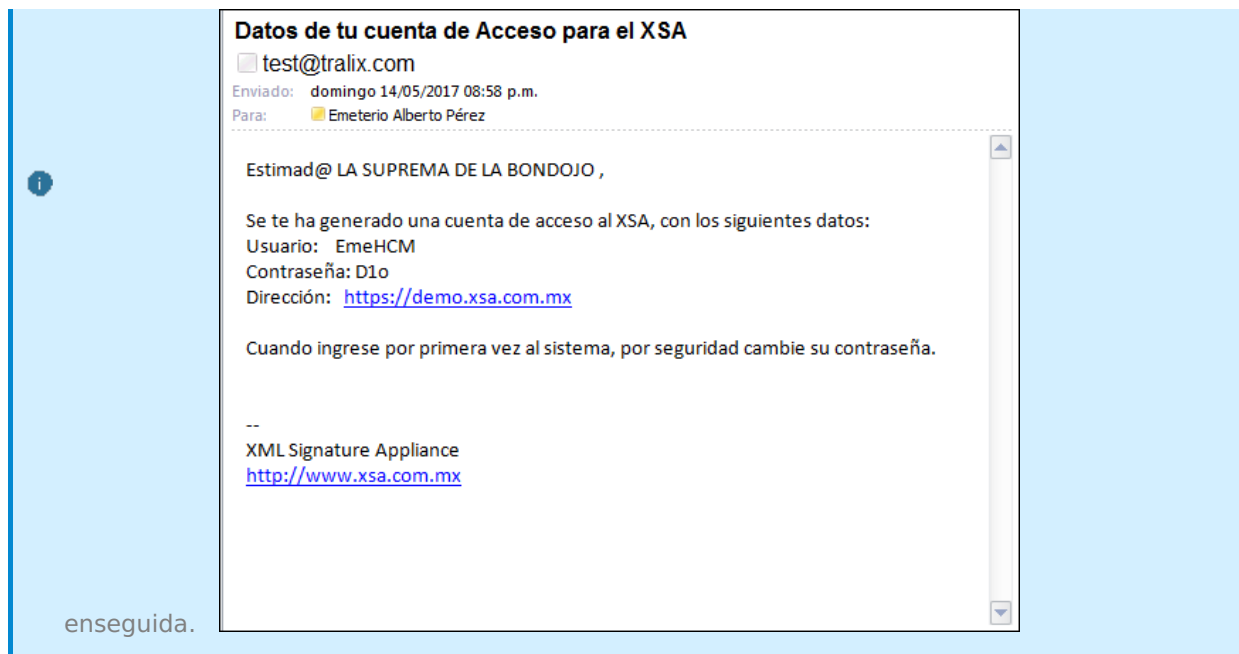 Datos de tu cuenta de Acceso para el XSA
test@tralix.com
Enviado: domingo 14/05/2017 08:58 p.m.
Para: Emeterio Alberto Pérez
Estimad@ LA SUPREMA DE LA BONDOJO ,
Se te ha generado una cuenta de acceso al XSA, con los siguientes datos:
Usuario: EmeHCM
Contraseña: D1o
Dirección: https://demo.xsa.com.mx
Cuando ingrese por primera vez al sistema, por seguridad cambie su contraseña.
--
XML Signature Appliance
http://www.xsa.com.mx
enseguida.